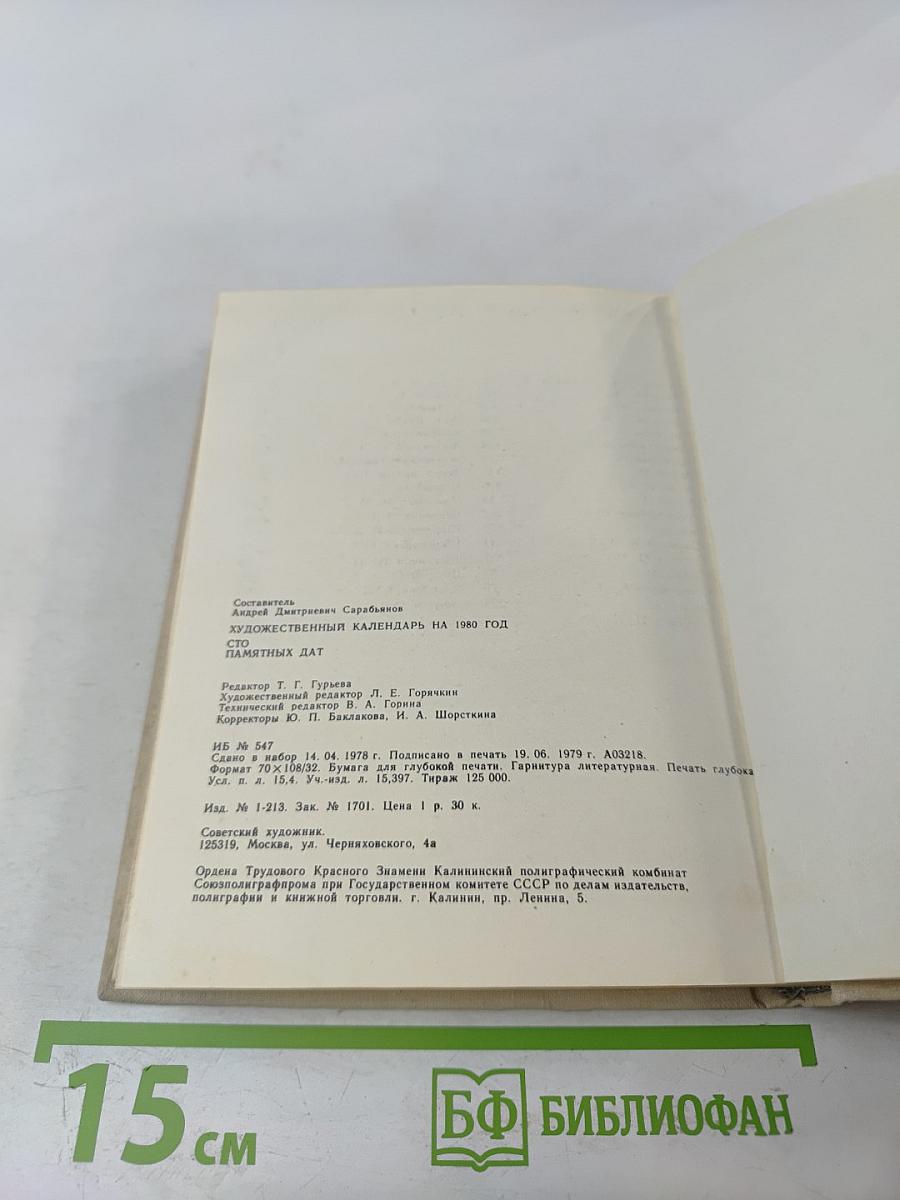 Составитель
Андрей Дмитриевич Сарабьянов
ХУДОЖЕСТВЕННЫЙ КАЛЕНДАРЬ НА 1980 ГОД
СТО
ПАМЯТНЫХ ДАТ
Редактор Т. Г. Гурьева
Художественный редактор Л. Е. Горячкин
Технический редактор В. А. Горина
Корректоры Ю. П. Баклакова, И. А. Шорсткина
ИБ № 547
Сдано в набор 14. 04. 1978 г. Подписано в печать 19. 06. 1979 г. А03218.
Формат 70×108/32. Бумага для глубокой печати. Гарнитура литературная. Печать глубока
Усл. п. л. 15,4. Уч.-изд. л. 15,397. Тираж 125 000.
Изд. № 1-213. Зак. № 1701. Цена 1 р. 30 к.
Советский художник.
125319, Москва, ул. Черняховского, 4а
Ордена Трудового Красного Знамени Калининский полиграфический комбинат
Союзполиграфпрома при Государственном комитете СССР по делам издательств,
полиграфии и книжной торговли. г. Калинин, пр. Ленина, 5.
15 см
БФ БИБЛИОФАН